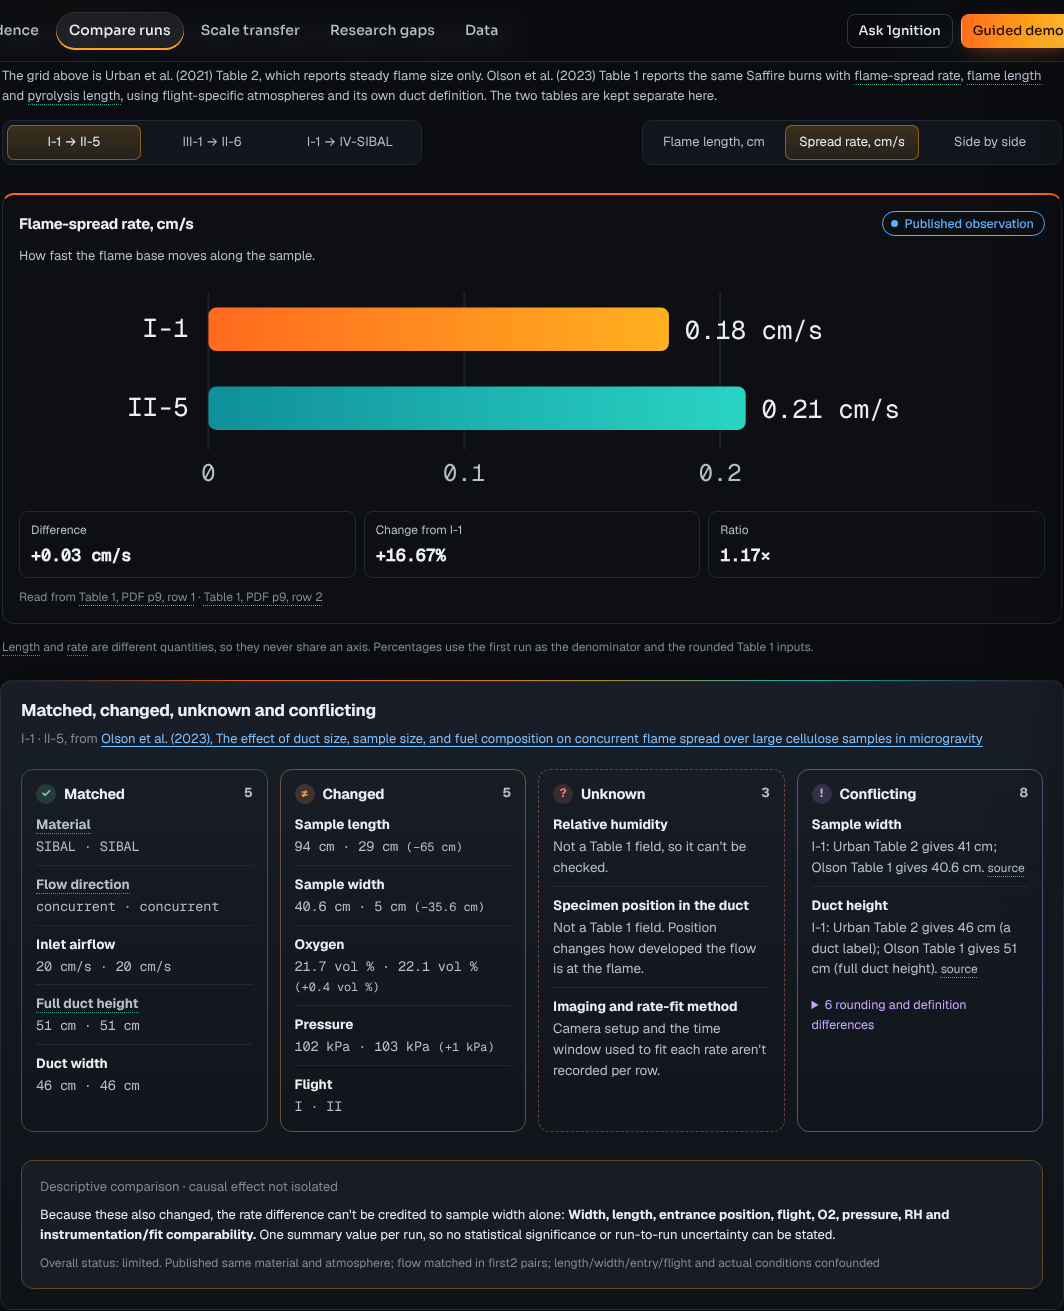 dence
Compare runs
Scale transfer
Research gaps
Data
Ask Ignition
Guided demo
The grid above is Urban et al. (2021) Table 2, which reports steady flame size only. Olson et al. (2023) Table 1 reports the same Saffire burns with flame-spread rate, flame length
and pyrolysis length, using flight-specific atmospheres and its own duct definition. The two tables are kept separate here.
I-1 → II-5
III-1 → II-6
I-1 → IV-SIBAL
Flame length, cm
Spread rate, cm/s
Side by side
Flame-spread rate, cm/s
Published observation
How fast the flame base moves along the sample.
I-1
0.18 cm/s
II-5
0.21 cm/s
0
0.1
0.2
Difference
+0.03 cm/s
Change from I-1
+16.67%
Ratio
1.17×
Read from Table 1, PDF p9, row 1 · Table 1, PDF p9, row 2
Length and rate are different quantities, so they never share an axis. Percentages use the first run as the denominator and the rounded Table 1 inputs.
Matched, changed, unknown and conflicting
I-1 · II-5, from Olson et al. (2023), The effect of duct size, sample size, and fuel composition on concurrent flame spread over large cellulose samples in microgravity
✓ Matched 5
Material
SIBAL · SIBAL
Flow direction
concurrent · concurrent
Inlet airflow
20 cm/s · 20 cm/s
Full duct height
51 cm · 51 cm
Duct width
46 cm · 46 cm
≠ Changed 5
Sample length
94 cm · 29 cm (−65 cm)
Sample width
40.6 cm · 5 cm (−35.6 cm)
Oxygen
21.7 vol % · 22.1 vol %
(+0.4 vol %)
Pressure
102 kPa · 103 kPa (+1 kPa)
Flight
I · II
? Unknown 3
Relative humidity
Not a Table 1 field, so it can't be
checked.
Specimen position in the duct
Not a Table 1 field. Position
changes how developed the flow
is at the flame.
Imaging and rate-fit method
Camera setup and the time
window used to fit each rate aren't
recorded per row.
! Conflicting 8
Sample width
I-1: Urban Table 2 gives 41 cm;
Olson Table 1 gives 40.6 cm. source
Duct height
I-1: Urban Table 2 gives 46 cm (a
duct label); Olson Table 1 gives 51
cm (full duct height). source
▶ 6 rounding and definition
differences
Descriptive comparison · causal effect not isolated
Because these also changed, the rate difference can't be credited to sample width alone: Width, length, entrance position, flight, O2, pressure, RH and
instrumentation/fit comparability. One summary value per run, so no statistical significance or run-to-run uncertainty can be stated.
Overall status: limited. Published same material and atmosphere; flow matched in first2 pairs; length/width/entry/flight and actual conditions confounded